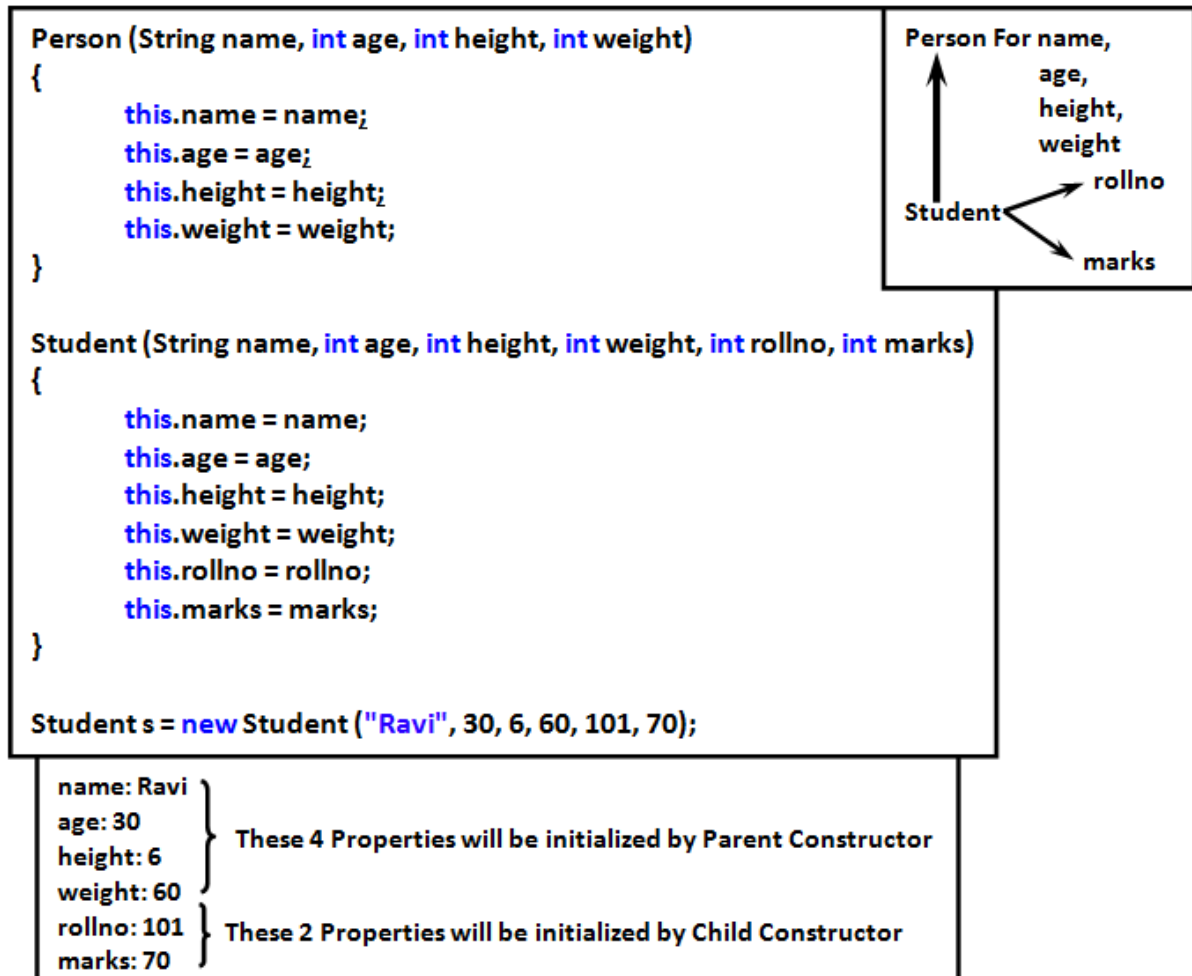 Person (String name, int age, int height, int weight)
{
this.name = name;
this.age = age;
this.height = height;
this.weight = weight;
}
Student (String name, int age, int height, int weight, int rollno, int marks)
{
this.name = name;
this.age = age;
this.height = height;
this.weight = weight;
this.rollno = rollno;
this.marks = marks;
}
Student s = new Student ("Ravi", 30, 6, 60, 101, 70);
Person For name,
age,
height,
weight
rollno
Student
marks
name: Ravi
age: 30
height: 6
weight: 60
These 4 Properties will be initialized by Parent Constructor
rollno: 101
marks: 70
These 2 Properties will be initialized by Child Constructor